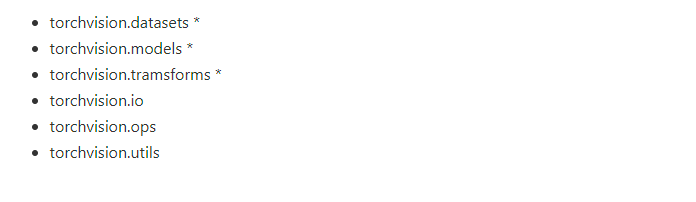 torchvision.datasets *
torchvision.models *
torchvision.tramsforms *
torchvision.io
torchvision.ops
torchvision.utils